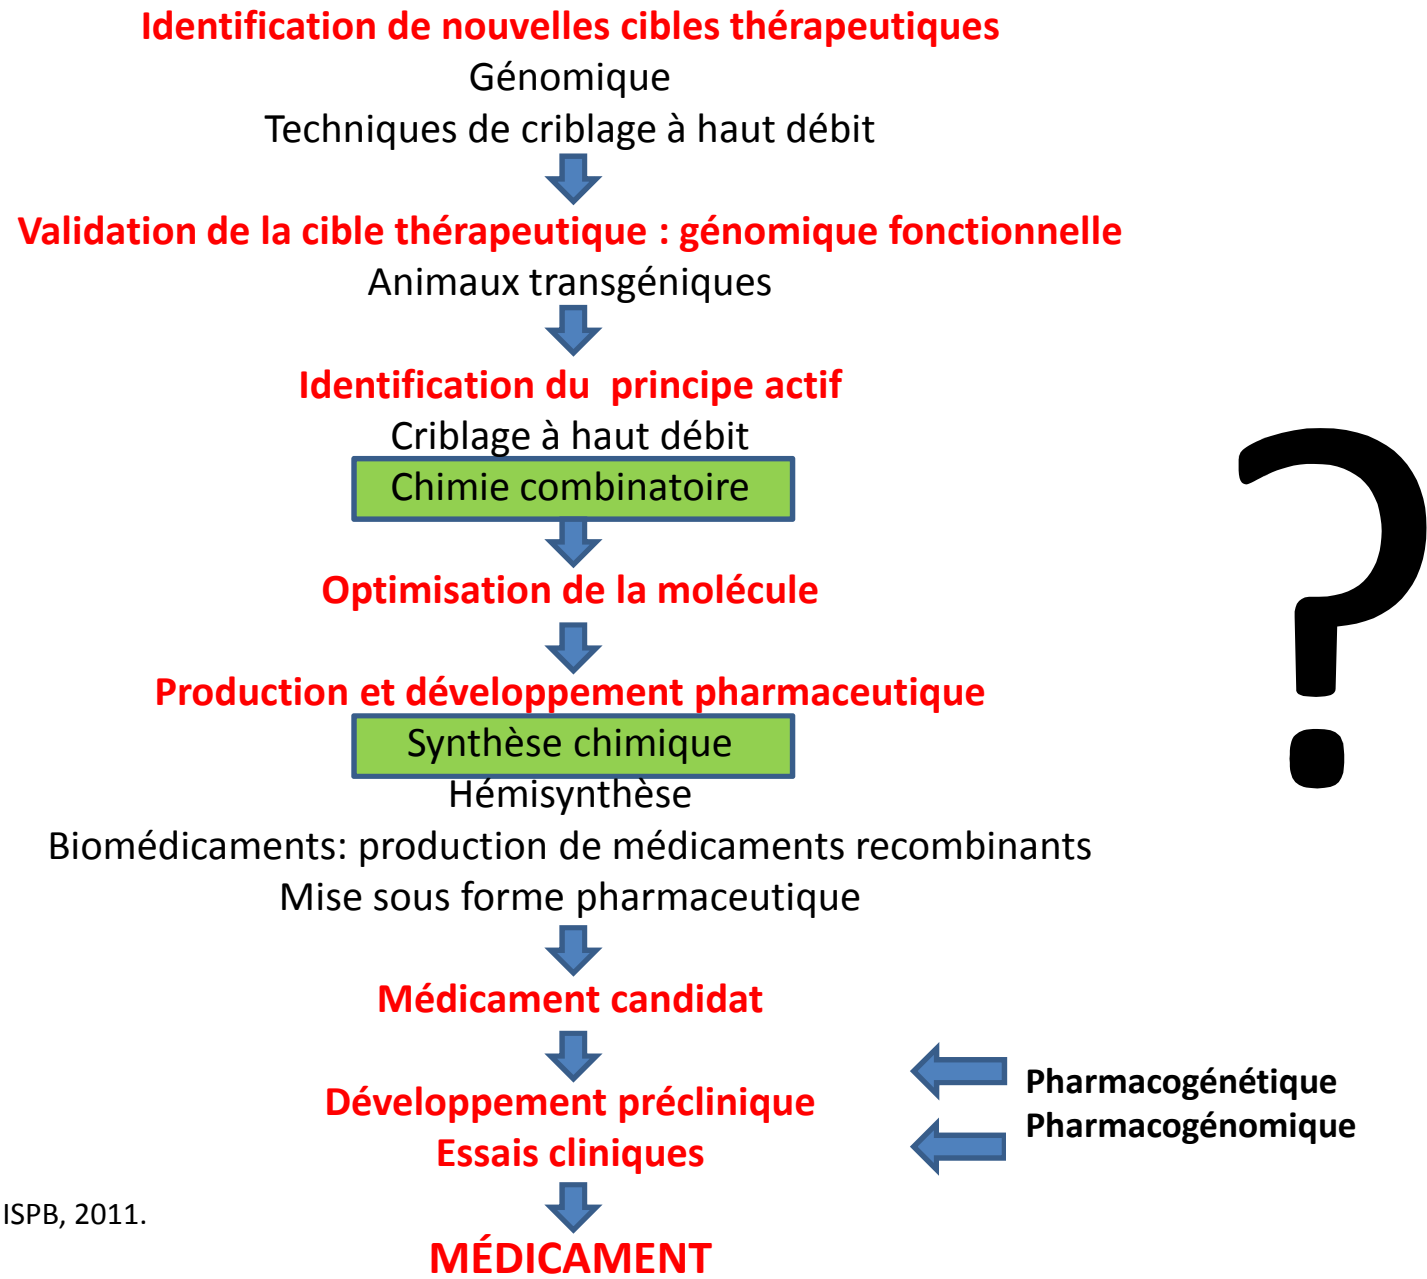 Identification de nouvelles cibles thérapeutiques
Génomique
Techniques de criblage à haut débit
Validation de la cible thérapeutique : génomique fonctionnelle
Animaux transgéniques
Identification du  principe actif
Criblage à haut débit
Chimie combinatoire
Optimisation de la molécule
Production et développement pharmaceutique
Synthèse chimique
Hémisynthèse
Biomédicaments: production de médicaments recombinants
Mise sous forme pharmaceutique
Médicament candidat
Développement préclinique
Essais cliniques
MÉDICAMENT
?
Pharmacogénétique
Pharmacogénomique
ISPB, 2011.